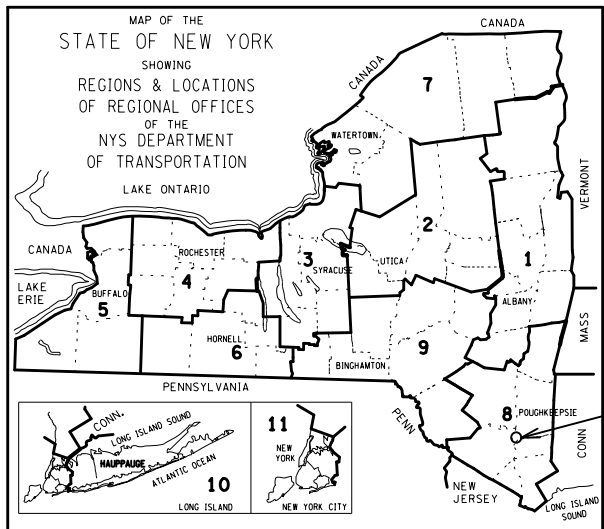 MAP OF THE
STATE OF NEW YORK
SHOWING
REGIONS & LOCATIONS
OF REGIONAL OFFICES
OF THE
NYS DEPARTMENT
OF TRANSPORTATION
LAKE ONTARIO
CANADA
CANADA
7
WATERTOWN
VERMONT
2
UTICA
1
ALBANY
MASS
CANADA
LAKE
ERIE
BUFFALO
5
ROCHESTER
4
3
SYRACUSE
HORNELL
6
BINGHAMTON
9
PENNSYLVANIA
PENN
8
POUGHKEEPSIE
CONN
NEW
JERSEY
LONG ISLAND
SOUND
CONN.
LONG ISLAND SOUND
HAUPPAUGE
ATLANTIC OCEAN
10
LONG ISLAND
11
NEW
YORK
NEW YORK CITY